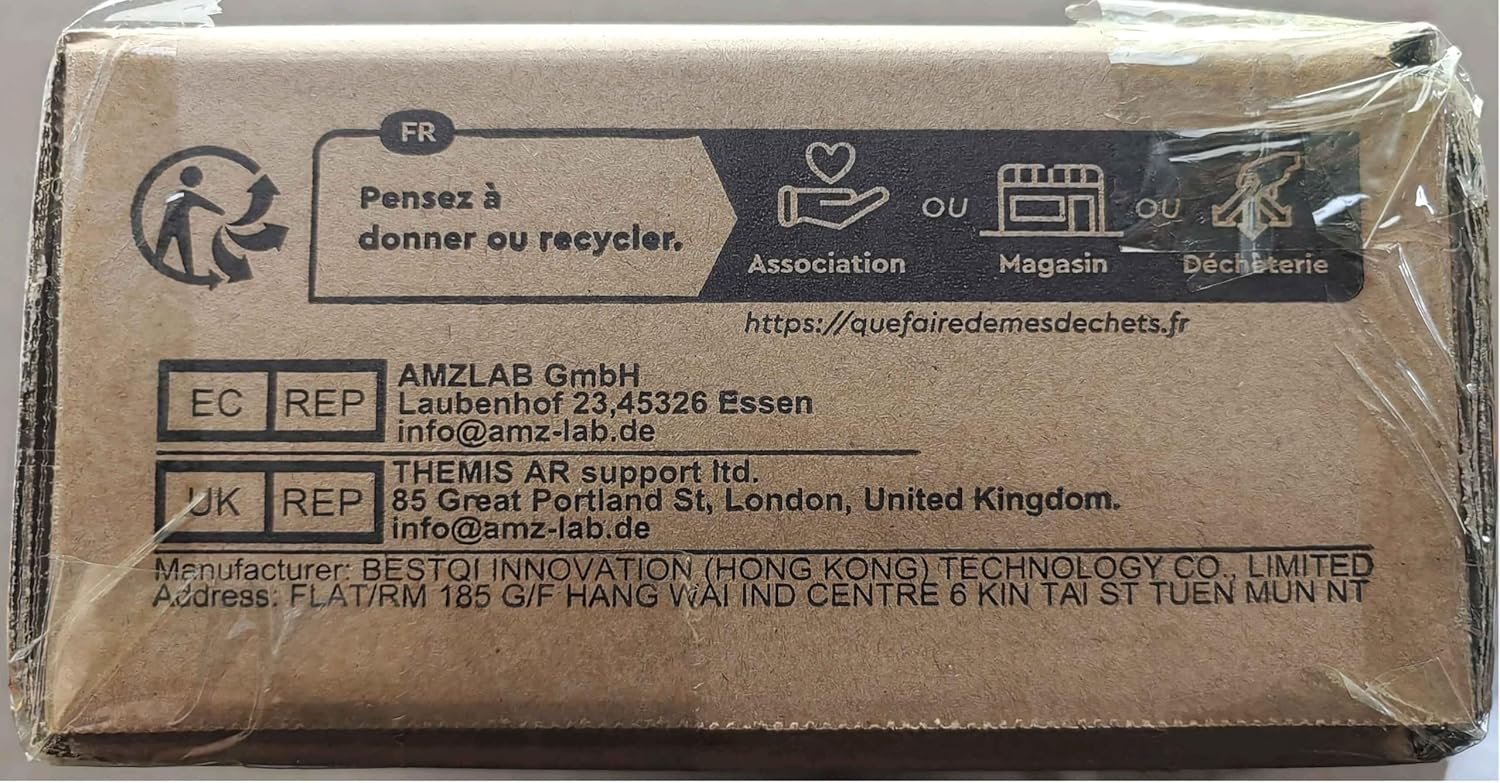 FR
Pensez à
donner ou recycler.
Association
OU
Magasin
OU
Déchèterie
https://quefairedemesdechets.fr
EC REP
AMZLAB GmbH
Laubenhof 23,45326 Essen
info@amz-lab.de
UK REP
THEMIS AR support ltd.
85 Great Portland St, London, United Kingdom.
info@amz-lab.de
Manufacturer: BESTQI INNOVATION (HONG KONG) TECHNOLOGY CO., LIMITED
Address: FLAT/RM 185 G/F HANG WAI IND CENTRE 6 KIN TAI ST TUEN MUN NT